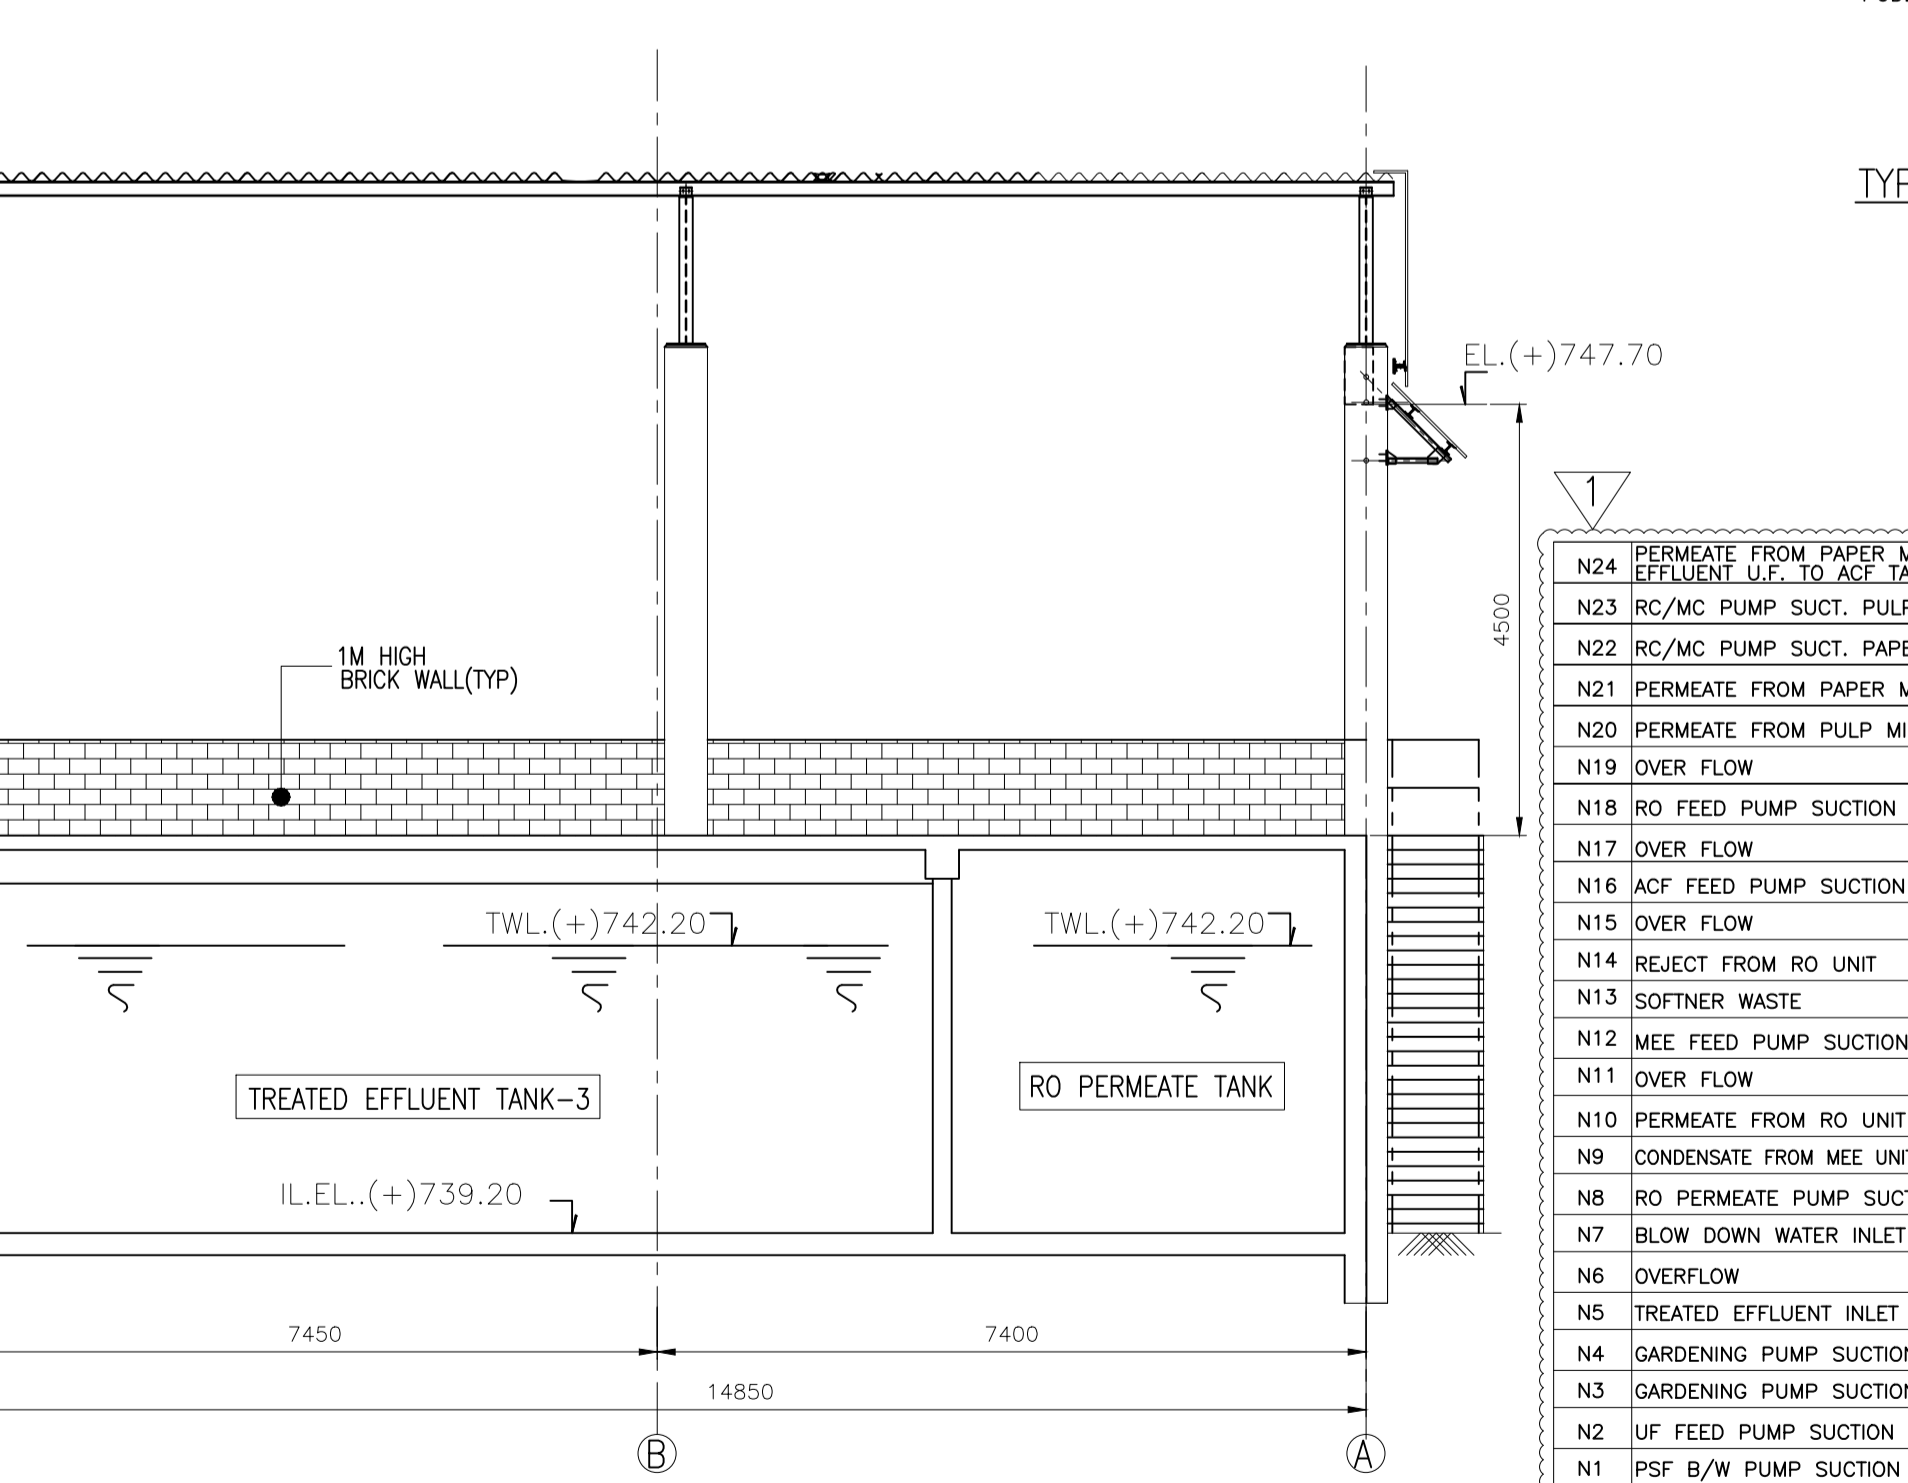 EL.(+)747.70
4500
1M HIGH
BRICK WALL(TYP)
TWL.(+)742.20
TWL.(+)742.20
TREATED EFFLUENT TANK-3
RO PERMEATE TANK
IL.EL..(+)739.20
7450
7400
14850
B
A
1
N24 PERMEATE FROM PAPER
EFFLUENT U.F. TO ACF
N23 RC/MC PUMP SUCT.
N22 RC/MC PUMP SUCT.
N21 PERMEATE FROM PAPER
N20 PERMEATE FROM PULP
N19 OVER FLOW
N18 RO FEED PUMP SUCTION
N17 OVER FLOW
N16 ACF FEED PUMP SUCTION
N15 OVER FLOW
N14 REJECT FROM RO UNIT
N13 SOFTNER WASTE
N12 MEE FEED PUMP SUCTION
N11 OVER FLOW
N10 PERMEATE FROM RO UNIT
N9 CONDENSATE FROM MEE
N8 RO PERMEATE PUMP
N7 BLOW DOWN WATER INLET
N6 OVERFLOW
N5 TREATED EFFLUENT INLET
N4 GARDENING PUMP SUCTION
N3 GARDENING PUMP SUCTION
N2 UF FEED PUMP SUCTION
N1 PSF B/W PUMP SUCTION